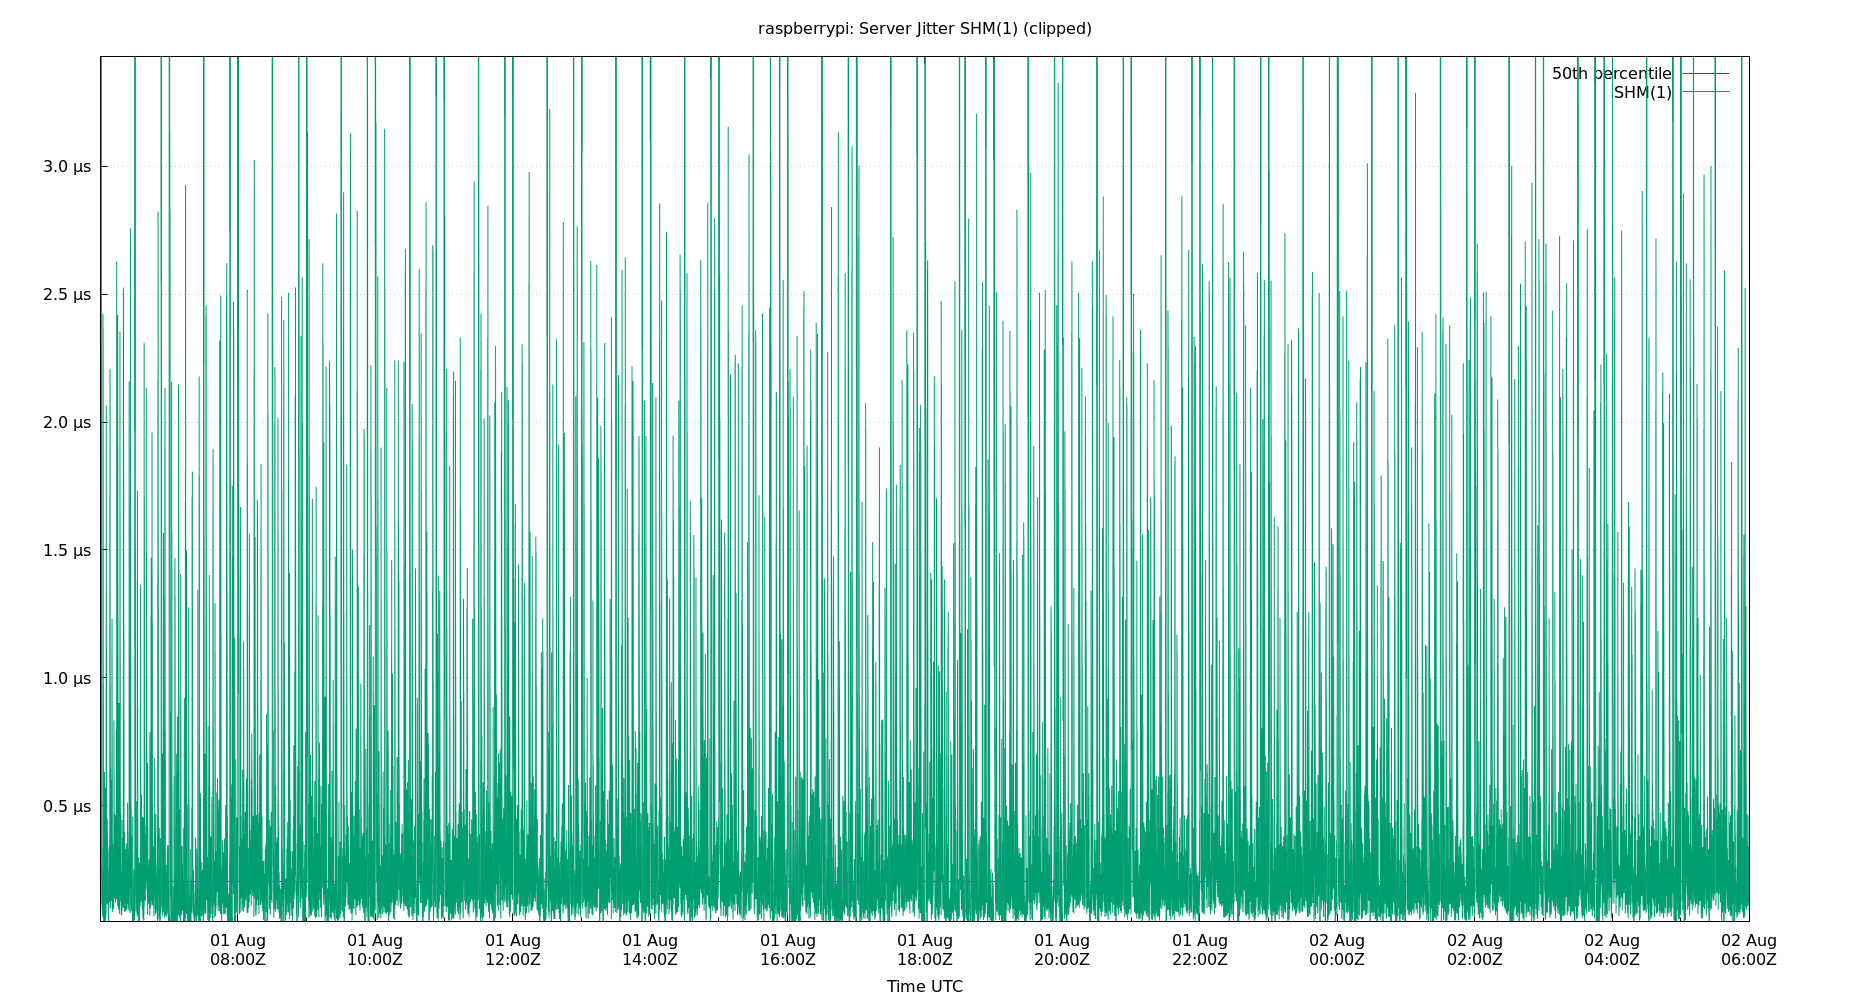 raspberrypi: Server Jitter SHM(1) (clipped)
50th percentile
SHM(1)
3.0 µs
2.5 µs
2.0 µs
1.5 µs
1.0 µs
0.5 µs
01 Aug 01 Aug 01 Aug 01 Aug 01 Aug 01 Aug 01 Aug 01 Aug 02 Aug 02 Aug 02 Aug 02 Aug
08:00Z 10:00Z 12:00Z 14:00Z 16:00Z 18:00Z 20:00Z 22:00Z 00:00Z 02:00Z 04:00Z 06:00Z
Time UTC